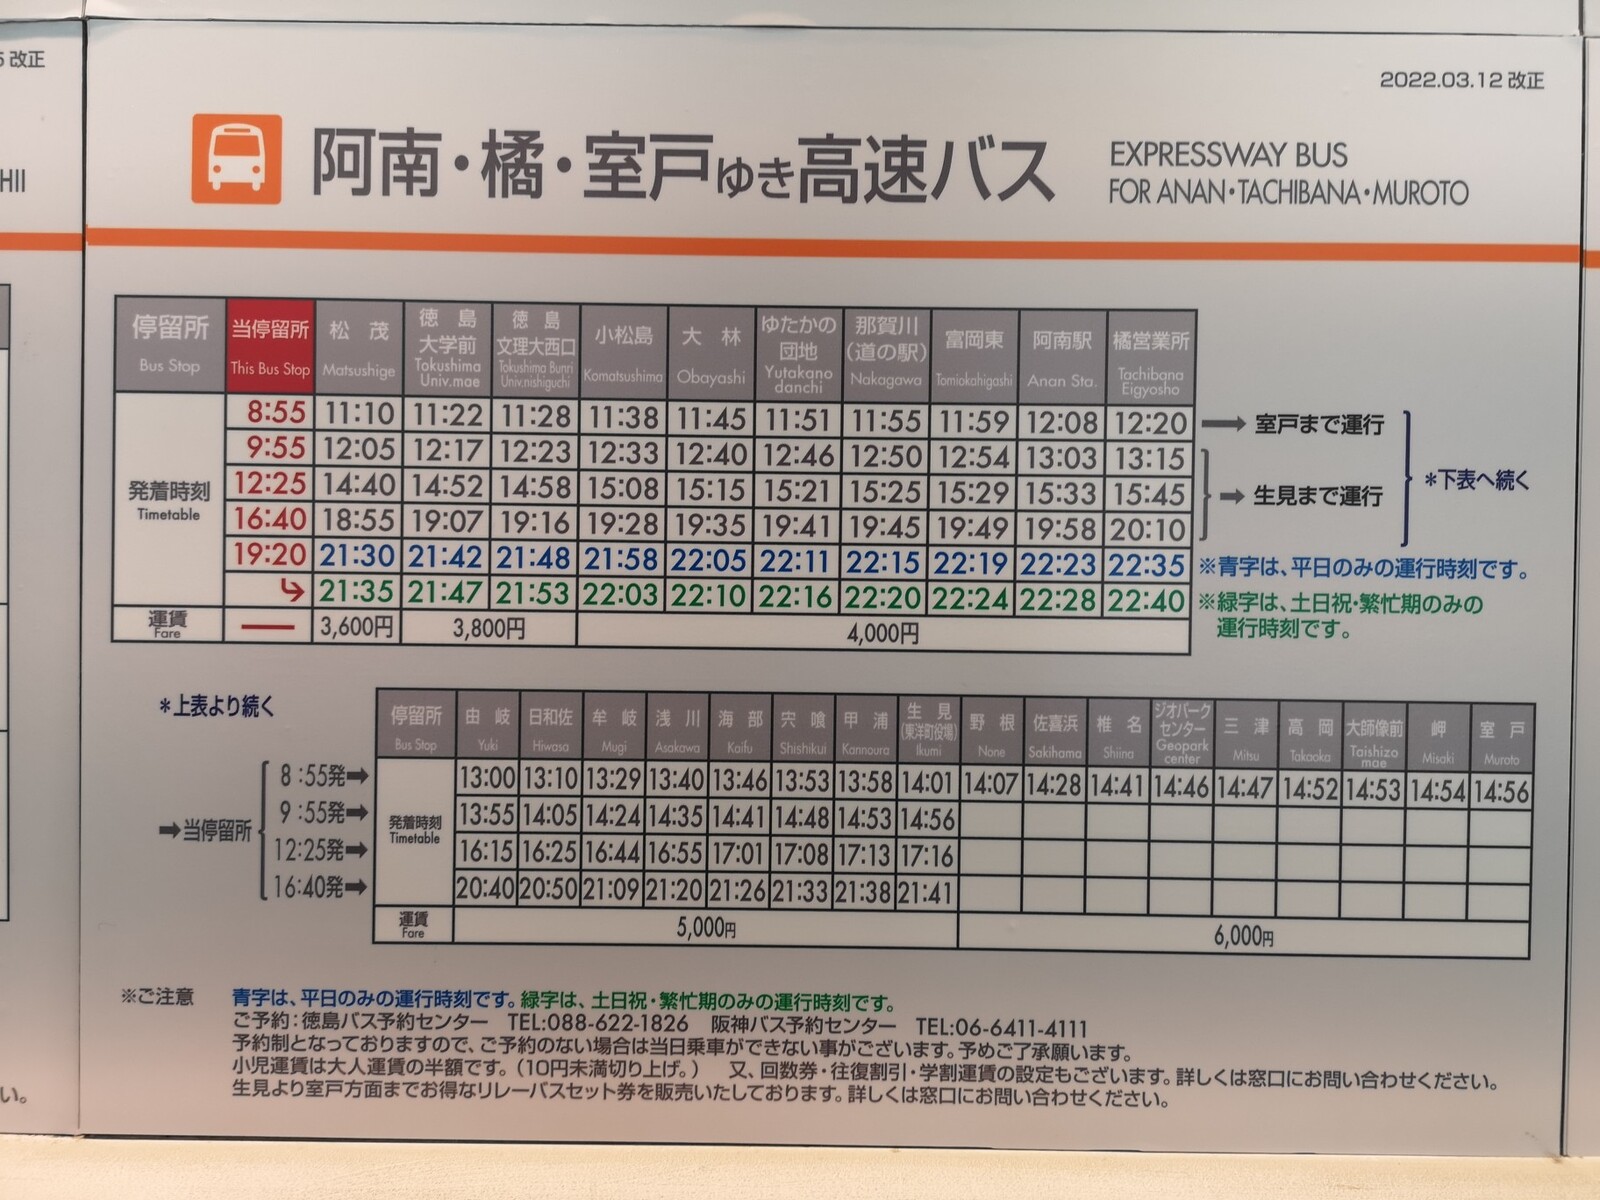 5 改正
HII
い。
2022.03.12 改正
阿南・橘・室戸ゆき高速バス
EXPRESSWAY BUS
FOR ANAN・TACHIBANA・MUROTO
停留所 Bus Stop 当停留所 This Bus Stop 松茂 Matsushige 徳島大学前 Tokushima Univ.mae 徳島文理大西口 Tokushima Bunri Univ.nishiguchi 小松島 Komatsushima 大林 Obayashi ゆたかの団地 Yutakano danchi 那賀川(道の駅) Nakagawa 富岡東 Tomiokahigashi 阿南駅 Anan Sta. 橘営業所 Tachibana Eigyosho
発着時刻 Timetable
8:55 11:10 11:22 11:28 11:38 11:45 11:51 11:55 11:59 12:08 12:20 → 室戸まで運行
9:55 12:05 12:17 12:23 12:33 12:40 12:46 12:50 12:54 13:03 13:15
12:25 14:40 14:52 14:58 15:08 15:15 15:21 15:25 15:29 15:33 15:45 → 生見まで運行 *下表へ続く
16:40 18:55 19:07 19:16 19:28 19:35 19:41 19:45 19:49 19:58 20:10
19:20 21:30 21:42 21:48 21:58 22:05 22:11 22:15 22:19 22:23 22:35 ※青字は、平日のみの運行時刻です。
21:35 21:47 21:53 22:03 22:10 22:16 22:20 22:24 22:28 22:40 ※緑字は、土日祝・繁忙期のみの
運行時刻です。
運賃 Fare 3,600円 3,800円 4,000円
*上表より続く
停留所 Bus Stop 由岐 Yuki 日和佐 Hiwasa 牟岐 Mugi 浅川 Asakawa 海部 Kaifu 宍喰 Shishikui 甲浦 Kannoura 生見(東洋町役場) Ikumi 野根 None 佐喜浜 Sakihama 椎名 Shiina ジオパークセンター Geopark center 三津 Mitsu 高岡 Takaoka 大師像前 Taishizo mae 岬 Misaki 室戸 Muroto
→当停留所
発着時刻 Timetable
8:55発→ 13:00 13:10 13:29 13:40 13:46 13:53 13:58 14:01 14:07 14:28 14:41 14:46 14:47 14:52 14:53 14:54 14:56
9:55発→ 13:55 14:05 14:24 14:35 14:41 14:48 14:53 14:56
12:25発→ 16:15 16:25 16:44 16:55 17:01 17:08 17:13 17:16
16:40発→ 20:40 20:50 21:09 21:20 21:26 21:33 21:38 21:41
運賃 Fare 5,000円 6,000円
※ご注意 青字は、平日のみの運行時刻です。緑字は、土日祝・繁忙期のみの運行時刻です。
ご予約：徳島バス予約センター TEL:088-622-1826 阪神バス予約センター TEL:06-6411-4111
予約制となっておりますので、ご予約のない場合は当日乗車ができない事がございます。予めご了承願います。
小児運賃は大人運賃の半額です。（10円未満切り上げ。） 又、回数券・往復割引・学割運賃の設定もございます。詳しくは窓口にお問い合わせください。
生見より室戸方面までお得なリレーバスセット券を販売いたしております。詳しくは窓口にお問い合わせください。